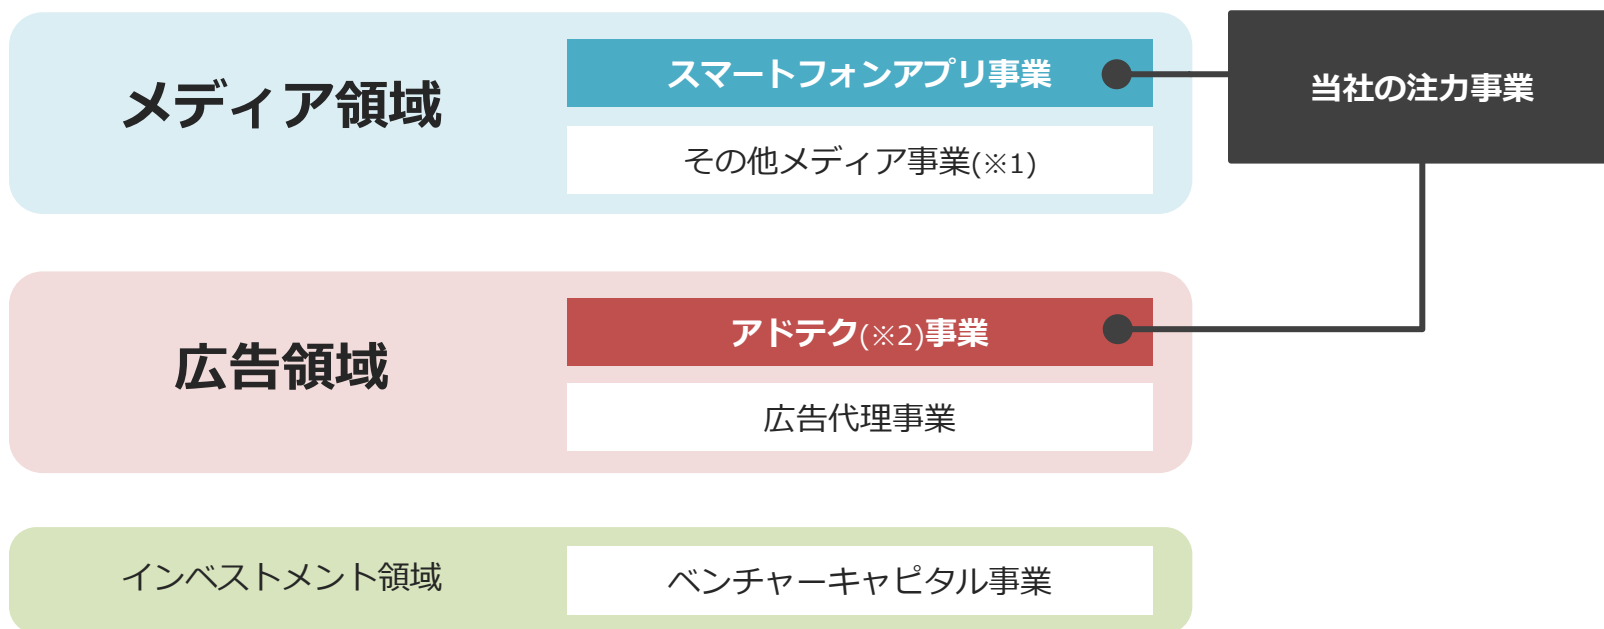 メディア領域
スマートフォンアプリ事業
その他メディア事業(※1)
当社の注力事業
広告領域
アドテク(※2)事業
広告代理事業
インベストメント領域
ベンチャーキャピタル事業